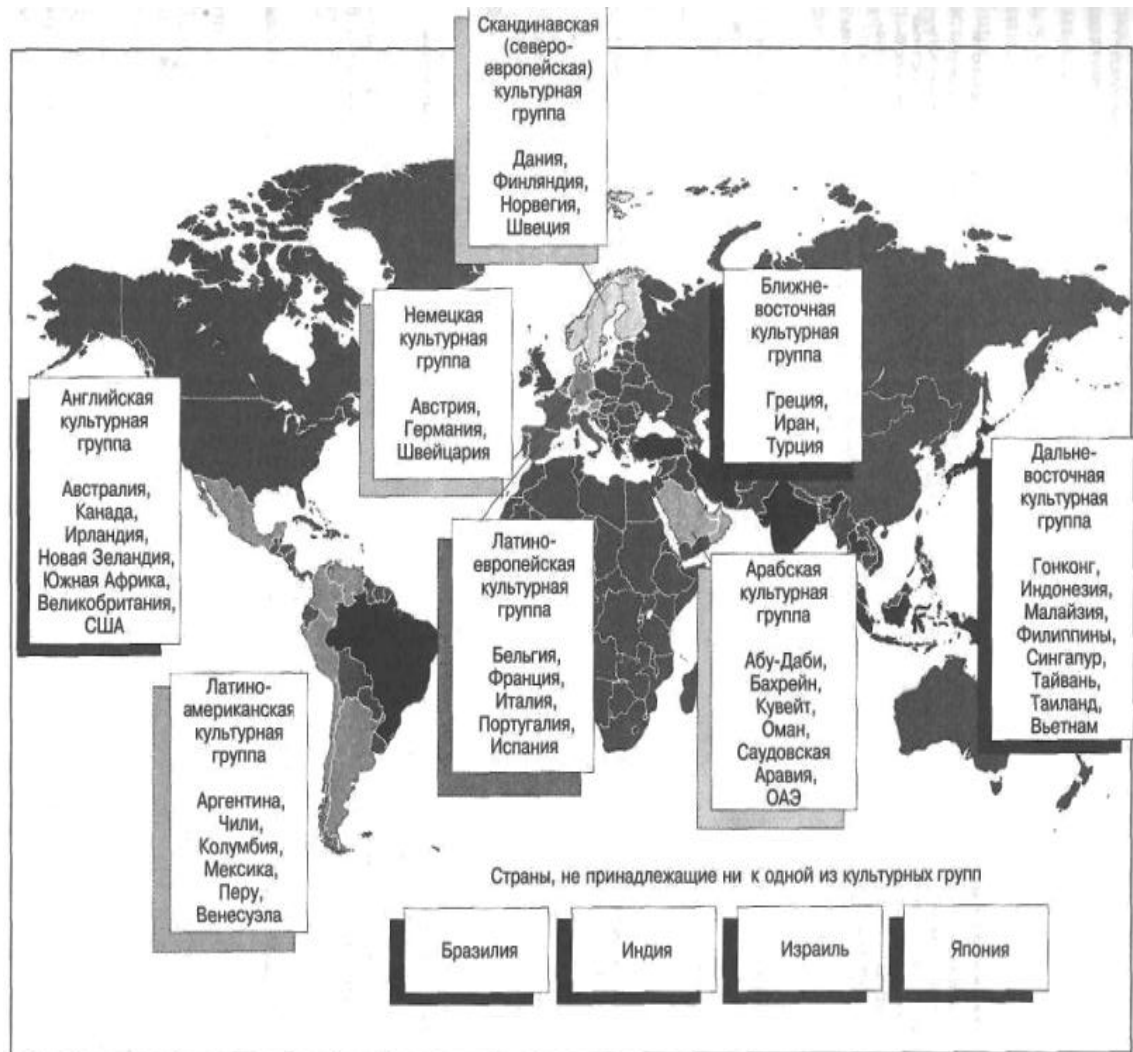 Скандинавская
(северо-
европейская)
культурная
группа
Дания,
Финляндия,
Норвегия,
Швеция
Немецкая
культурная
группа
Австрия,
Германия,
Швейцария
Ближне-
восточная
культурная
группа
Греция,
Иран,
Турция
Английская
культурная
группа
Австралия,
Канада,
Ирландия,
Новая Зеландия,
Южная Африка,
Великобритания,
США
Дальне-
восточная
культурная
группа
Гонконг,
Индонезия,
Малайзия,
Филиппины,
Сингапур,
Тайвань,
Таиланд,
Вьетнам
Латино-
европейская
культурная
группа
Бельгия,
Франция,
Италия,
Португалия,
Испания
Арабская
культурная
группа
Абу-Даби,
Бахрейн,
Кувейт,
Оман,
Саудовская
Аравия,
ОАЭ
Латино-
американская
культурная
группа
Аргентина,
Чили,
Колумбия,
Мексика,
Перу,
Венесуэла
Страны, не принадлежащие ни к одной из культурных групп
Бразилия
Индия
Израиль
Япония